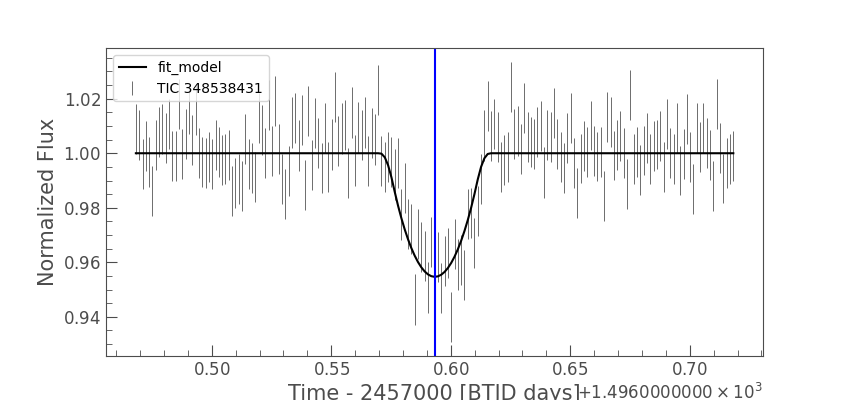 fit_model
TIC 348538431
1.02
1.00
0.98
0.96
0.94
Normalized Flux
0.50 0.55 0.60 0.65 0.70
Time - 2457000 [BTJD days]
+1.4960000000 × 10³